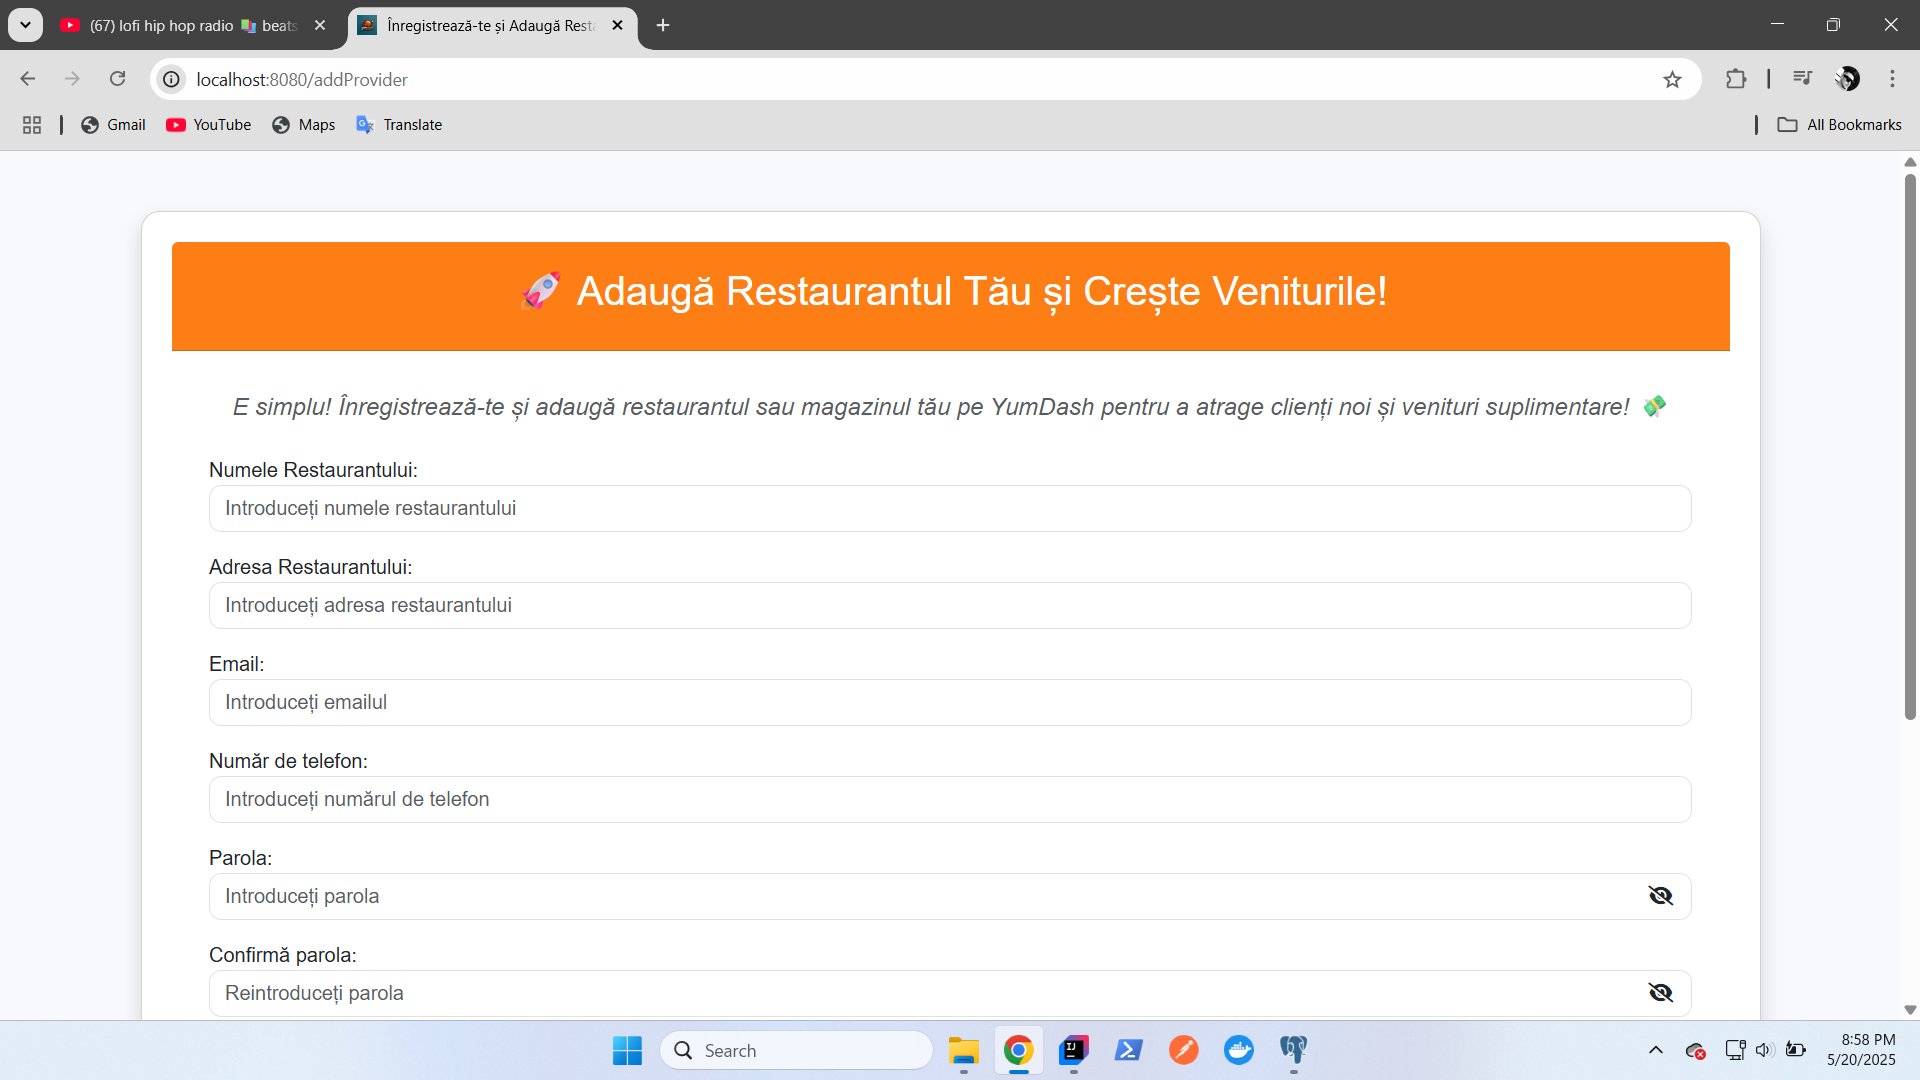 (67) lofi hip hop radio 📚 beats
Înregistrează-te și Adaugă Resta
localhost:8080/addProvider
Gmail
YouTube
Maps
Translate
All Bookmarks
🚀 Adaugă Restaurantul Tău și Crește Veniturile!
E simplu! Înregistrează-te și adaugă restaurantul sau magazinul tău pe YumDash pentru a atrage clienți noi și venituri suplimentare! 💸
Numele Restaurantului:
Introduceți numele restaurantului
Adresa Restaurantului:
Introduceți adresa restaurantului
Email:
Introduceți emailul
Număr de telefon:
Introduceți numărul de telefon
Parola:
Introduceți parola
Confirmă parola:
Reintroduceți parola
Search
8:58 PM
5/20/2025